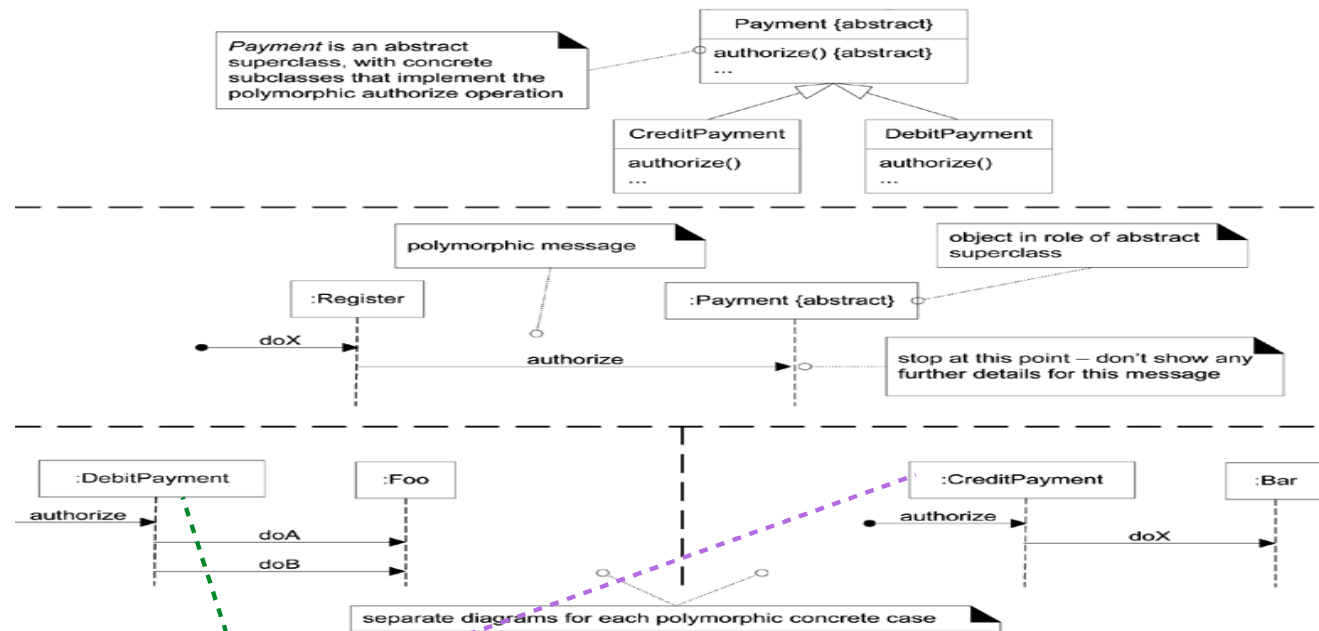 Payment {abstract}
authorize() {abstract}
...
Payment is an abstract
superclass, with concrete
subclasses that implement the
polymorphic authorize operation
CreditPayment
authorize()
...
DebitPayment
authorize()
...
polymorphic message
object in role of abstract
superclass
:Register
:Payment {abstract}
doX
authorize
stop at this point – don't show any
further details for this message
:DebitPayment
:Foo
authorize
doA
doB
:CreditPayment
:Bar
authorize
doX
separate diagrams for each polymorphic concrete case